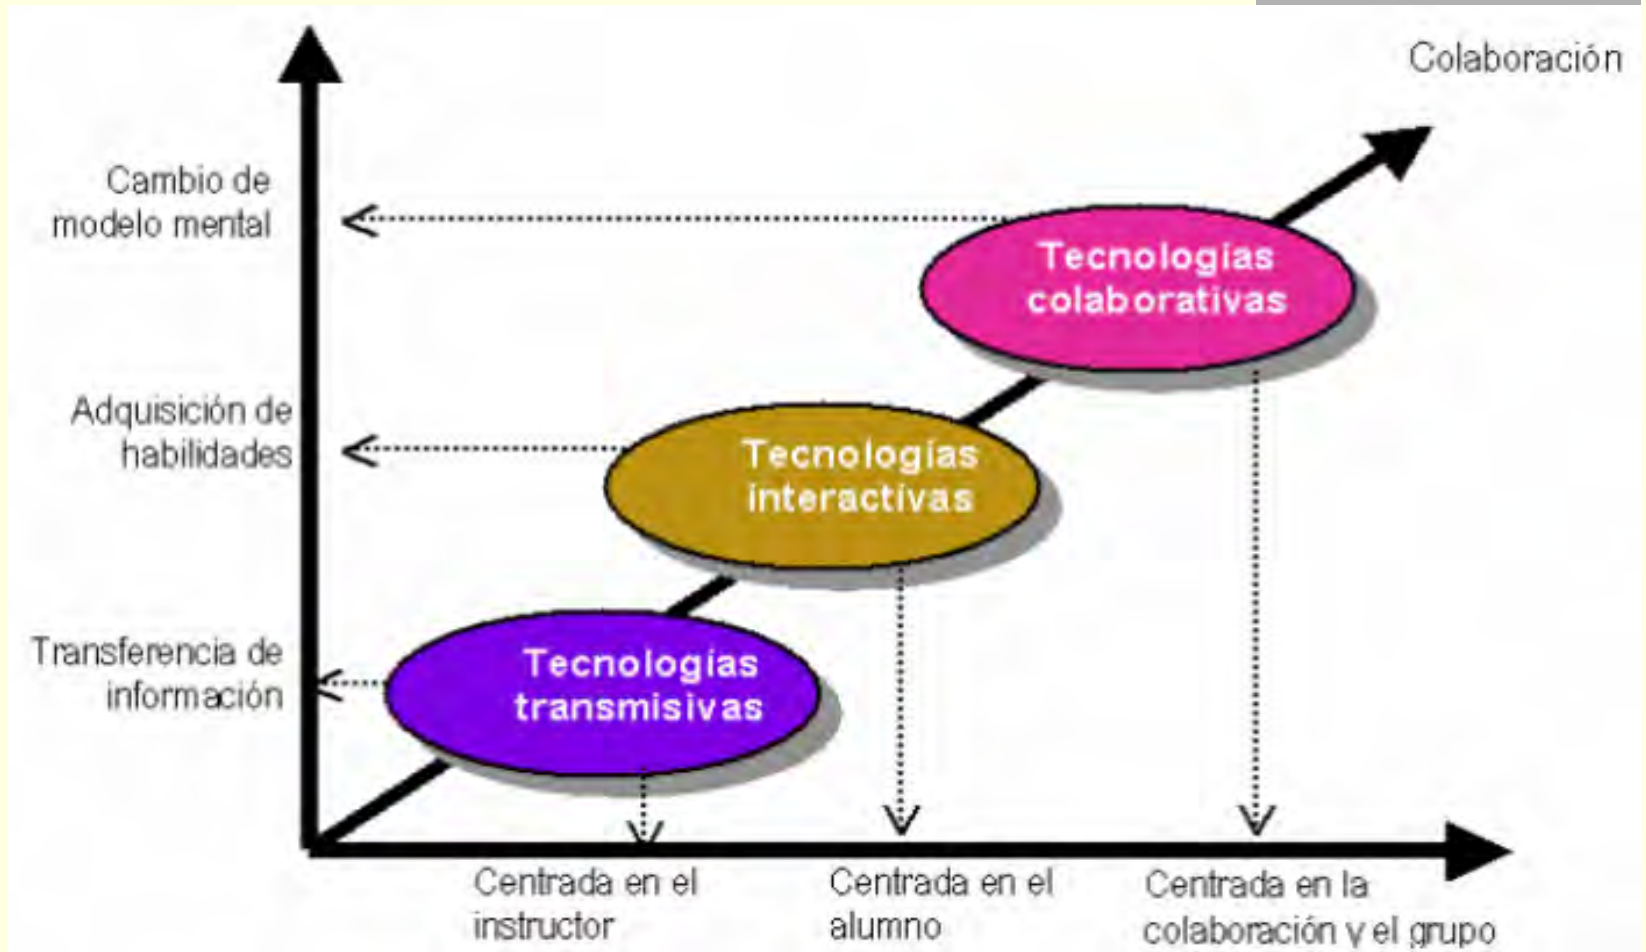 Colaboración
Cambio de
modelo mental
Tecnologías
colaborativas
Adquisición de
habilidades
Tecnologías
interactivas
Transferencia de
información
Tecnologías
transmisivas
Centrada en el
instructor
Centrada en el
alumno
Centrada en la
colaboración y el grupo